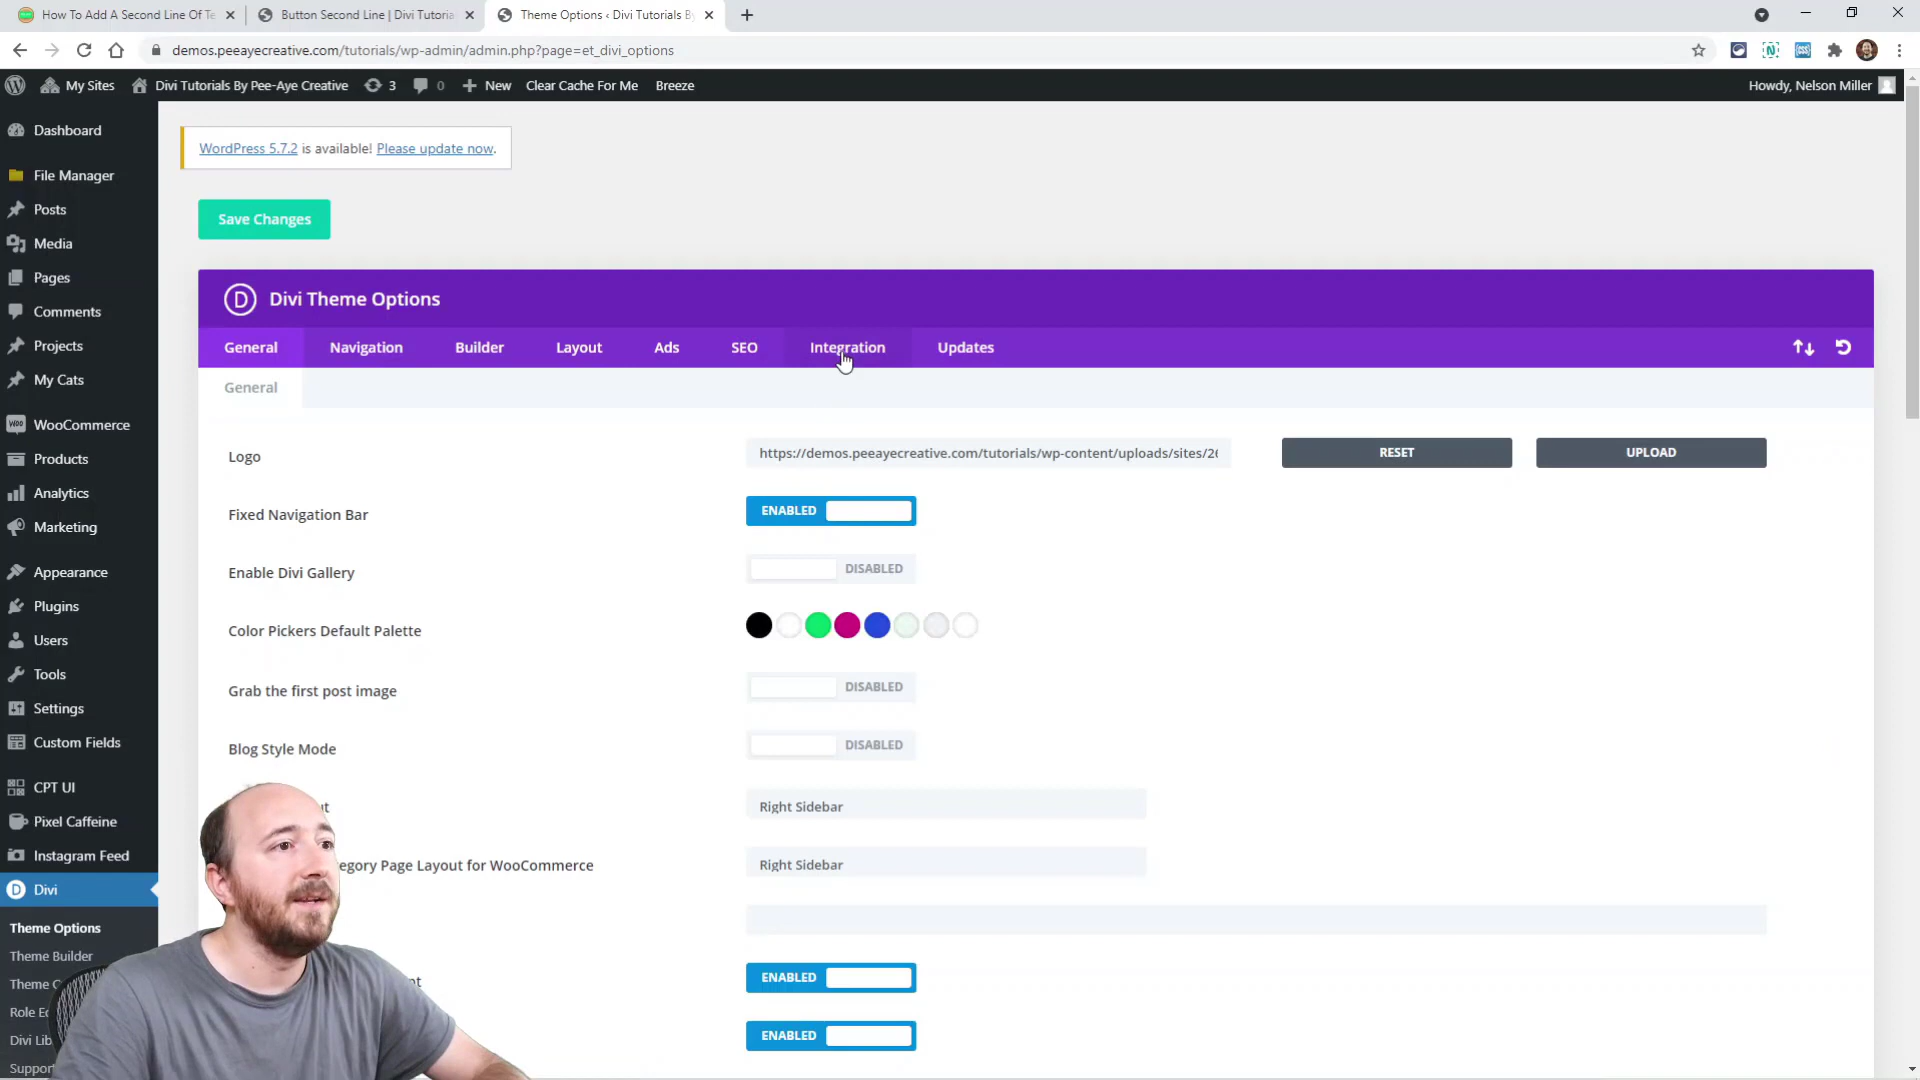 How To Add A Second Line Of Te
Button Second Line | Divi Tutoria
Theme Options ‹ Divi Tutorials B
demos.peeayecreative.com/tutorials/wp-admin/admin.php?page=et_divi_options
My Sites
Divi Tutorials By Pee-Aye Creative
3
0
New
Clear Cache For Me
Breeze
Howdy, Nelson Miller
Dashboard
File Manager
Posts
Media
Pages
Comments
Projects
My Cats
WooCommerce
Products
Analytics
Marketing
Appearance
Plugins
Users
Tools
Settings
Custom Fields
CPT UI
Pixel Caffeine
Instagram Feed
Divi
Theme Options
Theme Builder
Theme C
Role Ed
Divi Lib
Support
WordPress 5.7.2 is available! Please update now.
Save Changes
Divi Theme Options
General
Navigation
Builder
Layout
Ads
SEO
Integration
Updates
General
Logo
https://demos.peeayecreative.com/tutorials/wp-content/uploads/sites/26
RESET
UPLOAD
Fixed Navigation Bar
ENABLED
Enable Divi Gallery
DISABLED
Color Pickers Default Palette
Grab the first post image
DISABLED
Blog Style Mode
DISABLED
Right Sidebar
egory Page Layout for WooCommerce
Right Sidebar
ENABLED
ENABLED